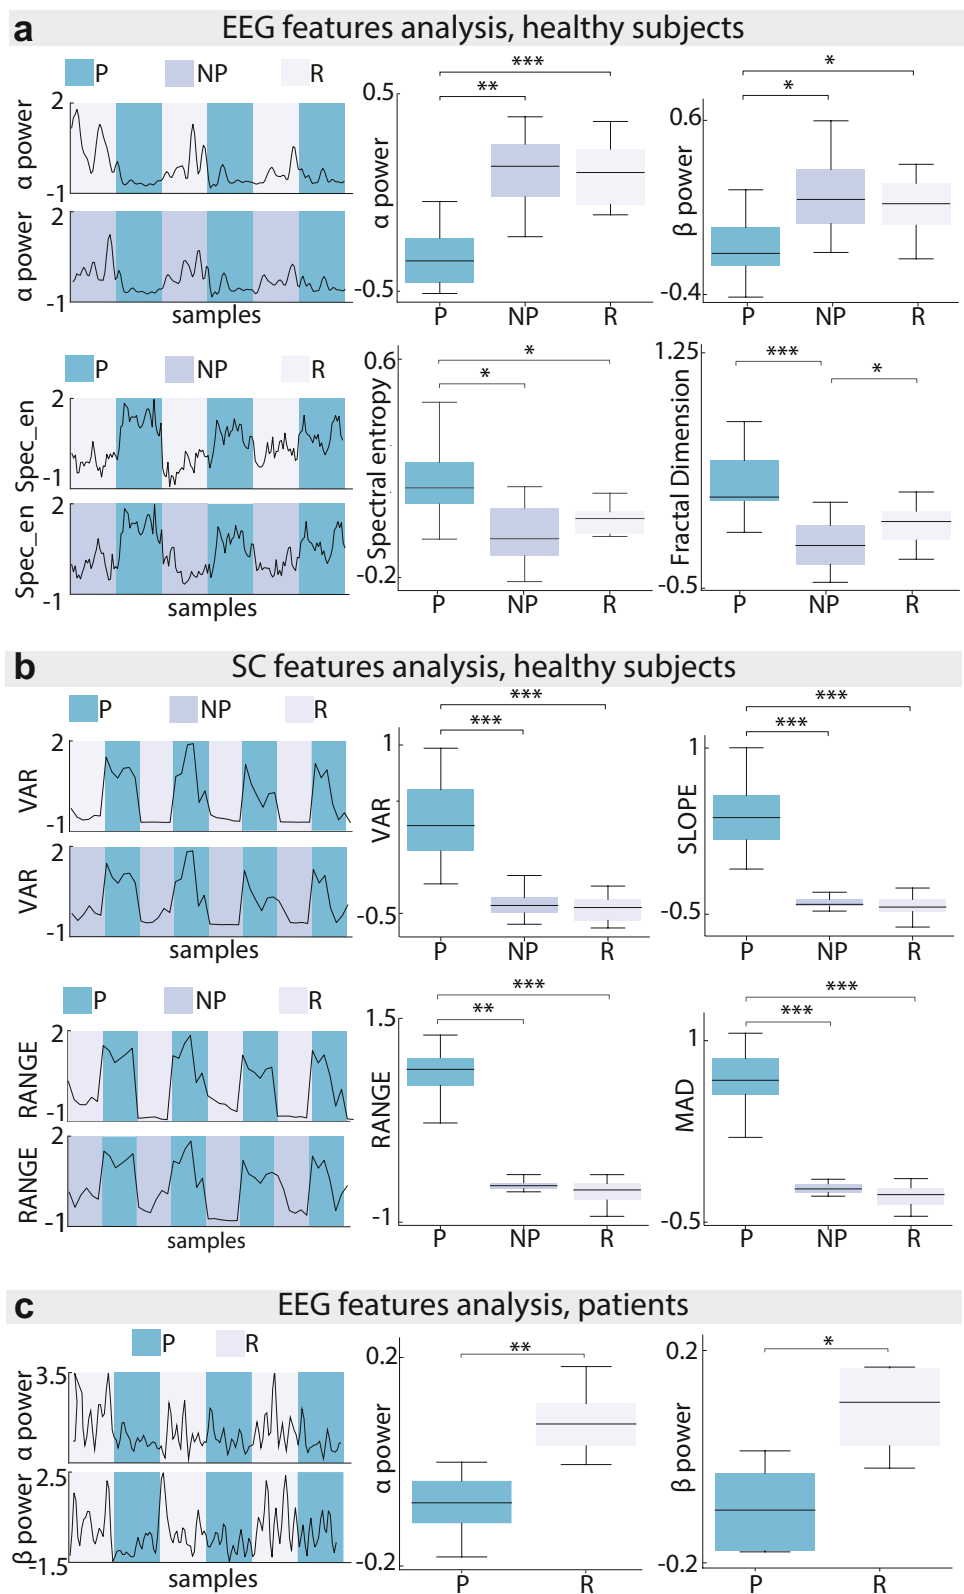 a EEG features analysis, healthy subjects
P NP R
2
α power
-1
2
α power
-1
samples
*** 
**
0.5
α power
-0.5
P NP R
*
*
0.6
β power
-0.4
P NP R
P NP R
2
Spec_en
-1
2
Spec_en
-1
samples
*
*
0.6
Spectral entropy
-0.2
P NP R
***
*
1.25
Fractal Dimension
-0.5
P NP R
b SC features analysis, healthy subjects
P NP R
2
VAR
-1
2
VAR
-1
samples
***
***
1
VAR
-0.5
P NP R
***
***
1
SLOPE
-0.5
P NP R
P NP R
2
RANGE
-1
2
RANGE
-1
samples
***
**
1.5
RANGE
-1
P NP R
***
***
1
MAD
-0.5
P NP R
c EEG features analysis, patients
P R
3.5
α power
2.5
β power
-1.5
samples
**
0.2
α power
-0.2
P R
*
0.2
β power
-0.2
P R